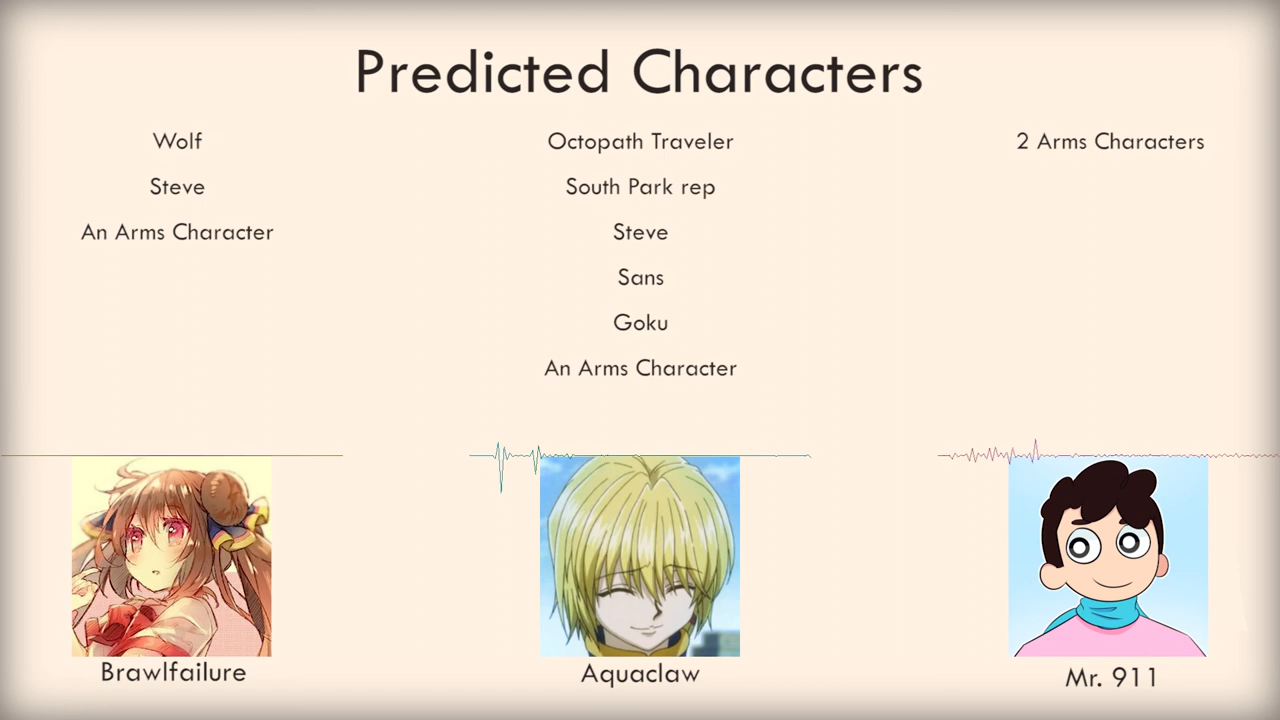 Predicted Characters
Wolf
Steve
An Arms Character
Octopath Traveler
South Park rep
Steve
Sans
Goku
An Arms Character
2 Arms Characters
Brawlfailure
Aquaclaw
Mr. 911